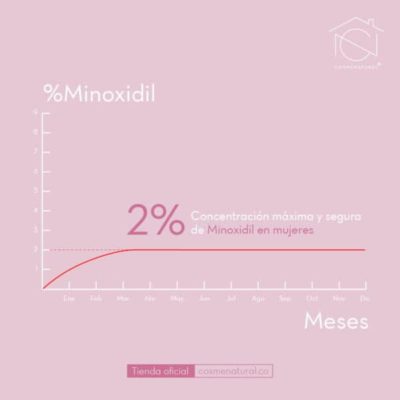 COSMENATURAL®
%Minoxidil
9
8
7
6
5
4
3
2
1
2% Concentración máxima y segura
de Minoxidil en mujeres
Ene Feb Mar Abr May Jun Jul Ago Sep Oct Nov Dic
Meses
Tienda oficial cosmenatural.co